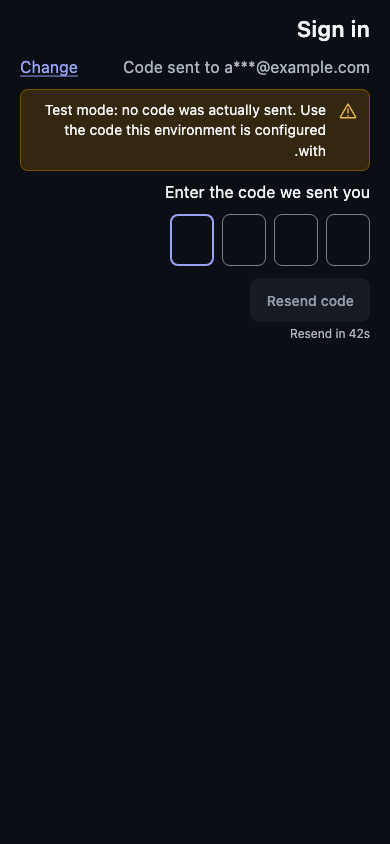 Sign in
Code sent to a***@example.com
Change
Test mode: no code was actually sent. Use
the code this environment is configured
.with
Enter the code we sent you
Resend code
Resend in 42s